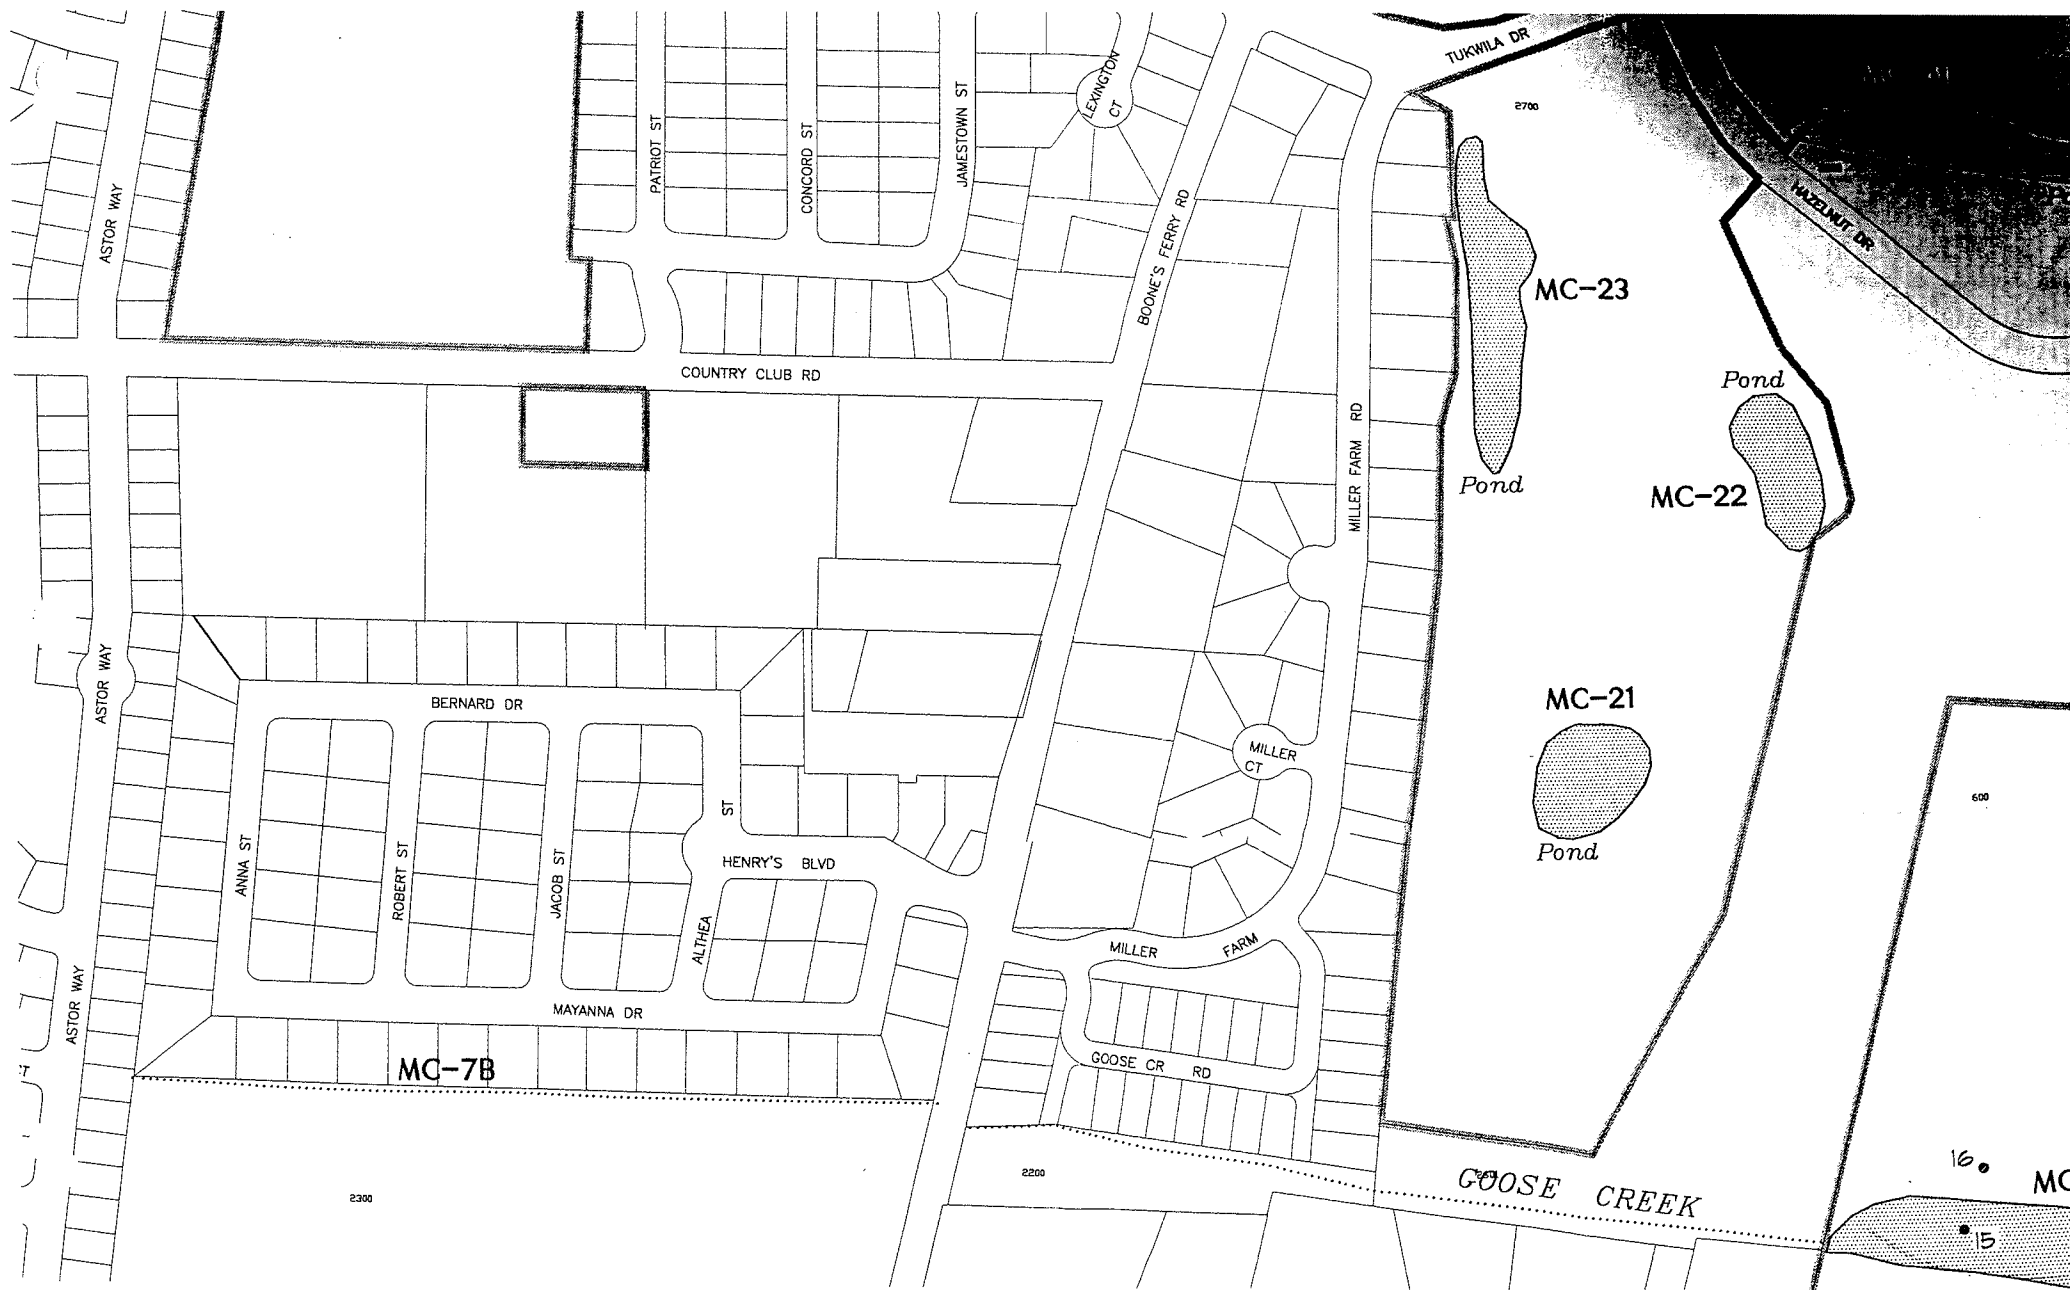 TUKWILA DR
LEXINGTON
CT
2700
PATRIOT ST
CONCORD ST
JAMESTOWN ST
ASTOR WAY
HAZELNUT DR
BOONE'S FERRY RD
MC-23
COUNTRY CLUB RD
Pond
MILLER FARM RD
Pond
MC-22
ASTOR WAY
BERNARD DR
MC-21
MILLER
CT
600
ST
ANNA ST
ROBERT ST
JACOB ST
HENRY'S BLVD
Pond
ALTHEA
MILLER FARM
ASTOR WAY
MAYANNA DR
MC-7B
GOOSE CR RD
16
2300
2200
GOOSE CREEK
MC
15